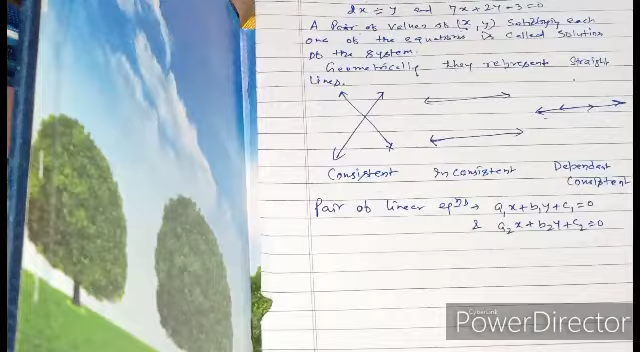 2x = y and 7x + 2y - 3 = 0
A Pair of values of (x, y) Satisfying each
one of the equations is called Solution
of the system.
Geometrically they represent Straight
lines.
Consistent
Inconsistent
Dependent
Consistent
Pair of linear eqⁿs → a₁x + b₁y + c₁ = 0
& a₂x + b₂y + c₂ = 0
CyberLink
PowerDirector